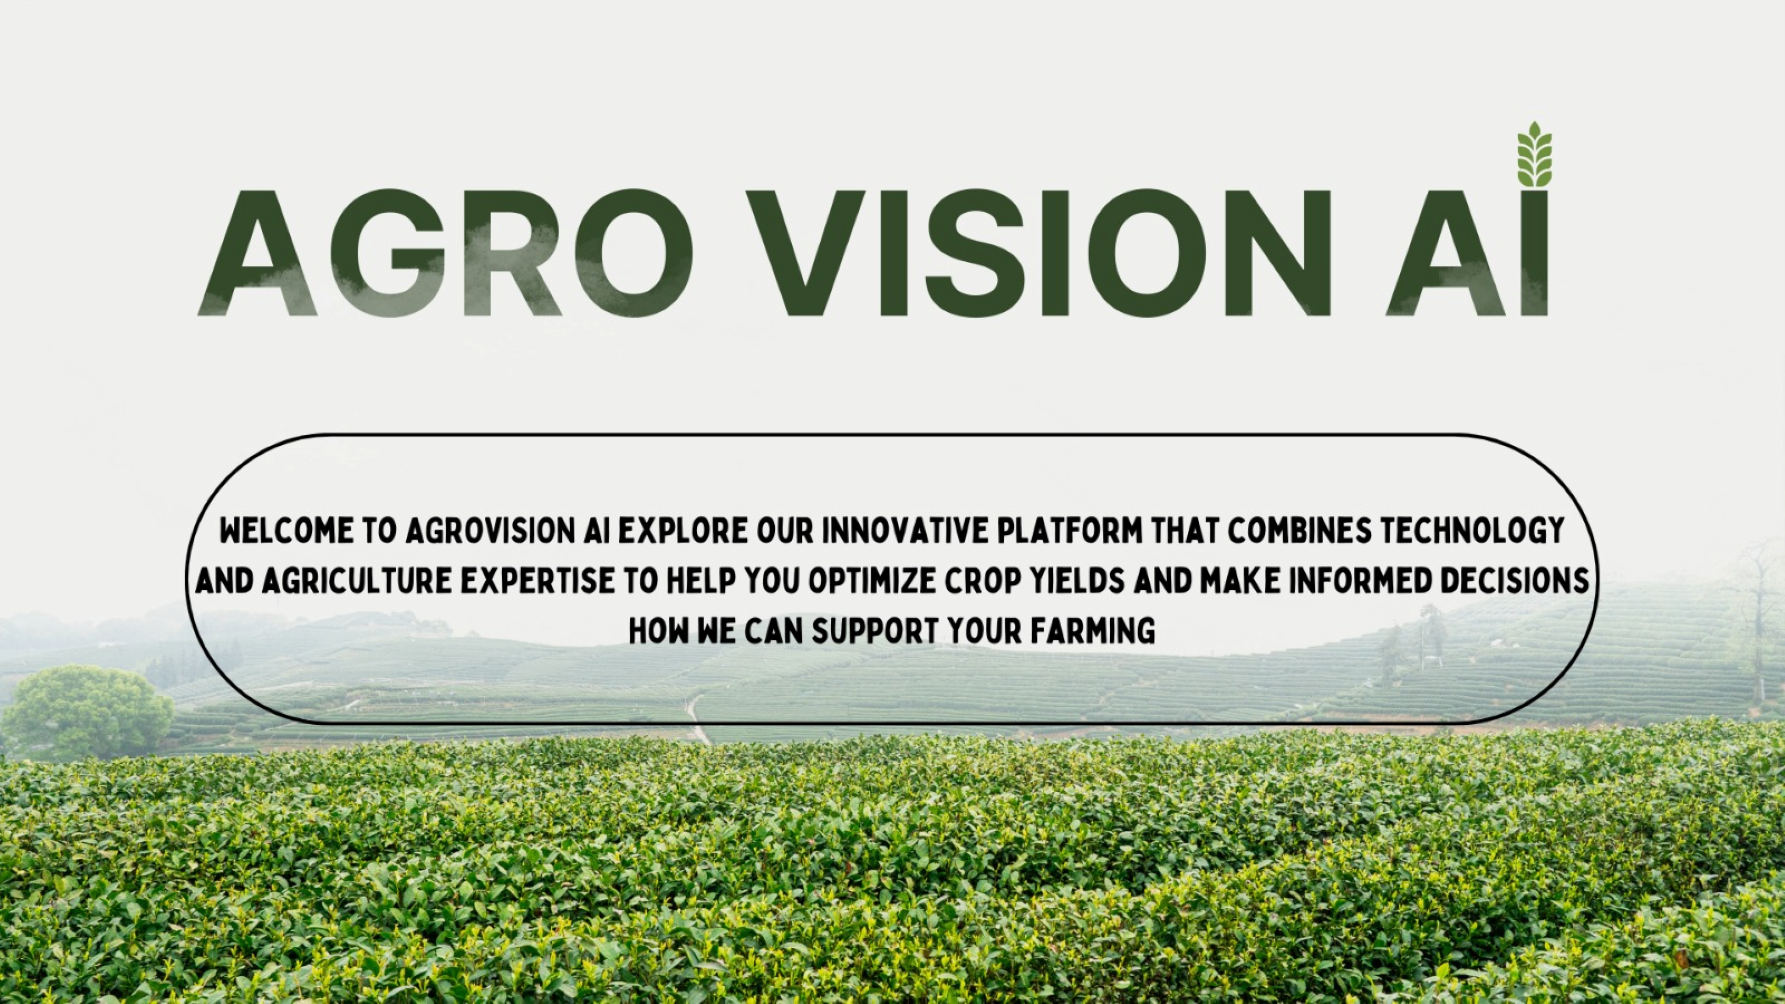 AGRO VISION AI
WELCOME TO AGROVISION AI EXPLORE OUR INNOVATIVE PLATFORM THAT COMBINES TECHNOLOGY
AND AGRICULTURE EXPERTISE TO HELP YOU OPTIMIZE CROP YIELDS AND MAKE INFORMED DECISIONS
HOW WE CAN SUPPORT YOUR FARMING